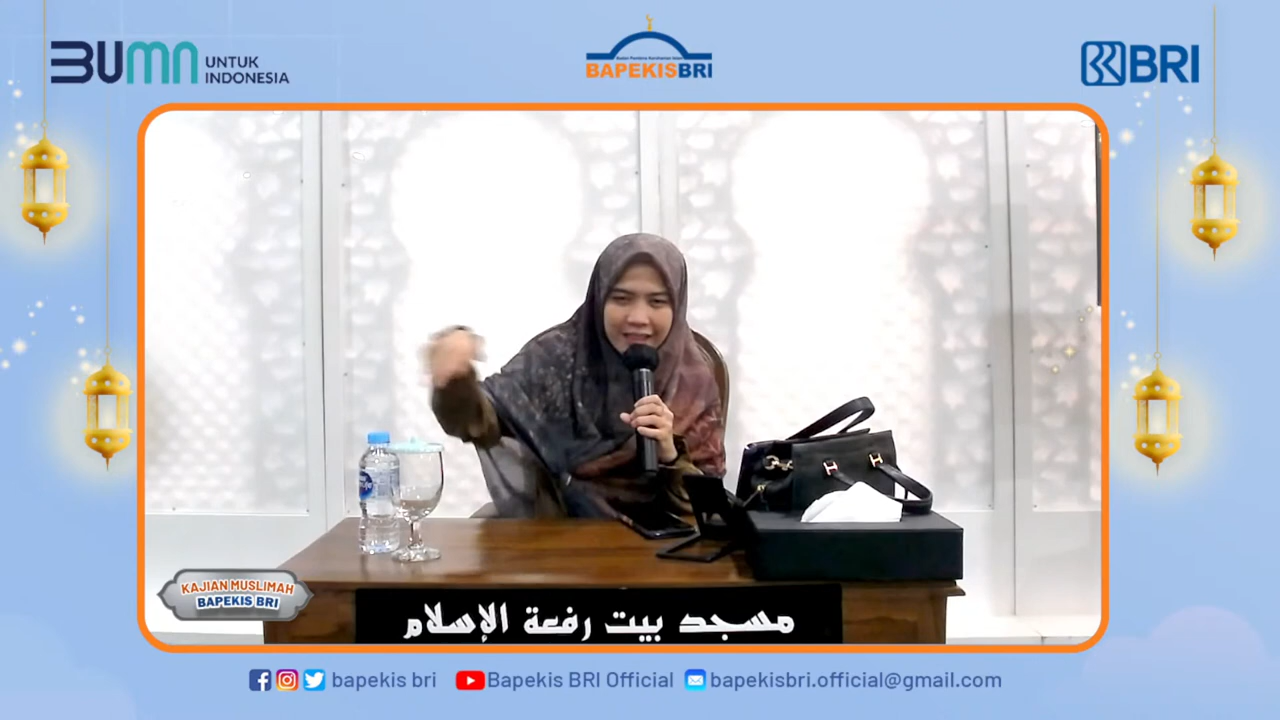 BUMN UNTUK
INDONESIA
BAPEKISBRI
BRI
KAJIAN MUSLIMAH
BAPEKIS BRI
مسجد بيت رفعة الإسلام
bapekis bri
Bapekis BRI Official
bapekisbri.official@gmail.com